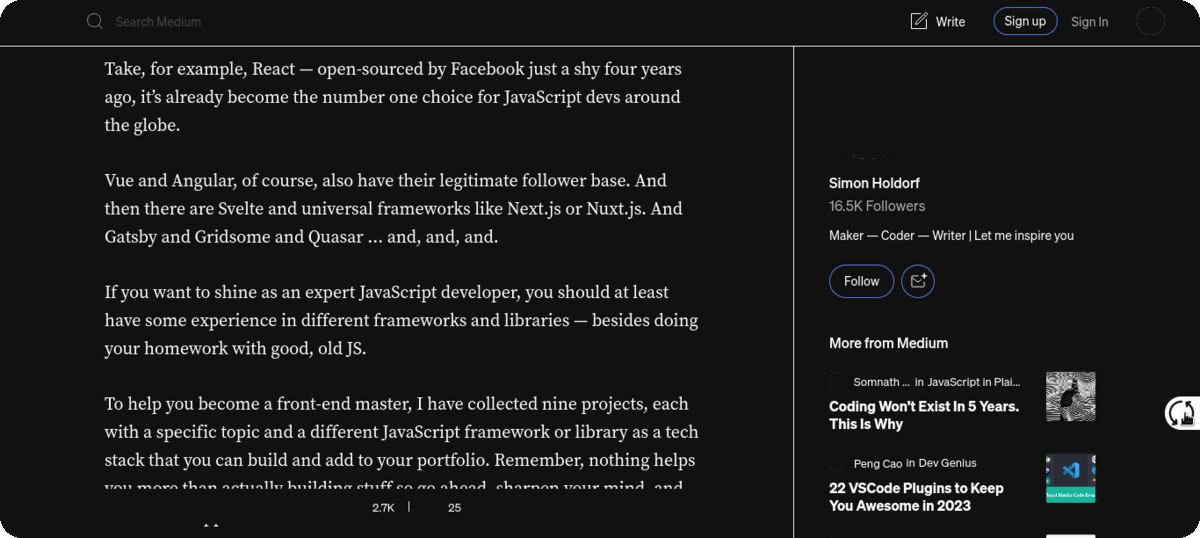 Search Medium
Write
Sign up
Sign In
Take, for example, React — open-sourced by Facebook just a shy four years
ago, it’s already become the number one choice for JavaScript devs around
the globe.
Vue and Angular, of course, also have their legitimate follower base. And
then there are Svelte and universal frameworks like Next.js or Nuxt.js. And
Gatsby and Gridsome and Quasar … and, and, and.
If you want to shine as an expert JavaScript developer, you should at least
have some experience in different frameworks and libraries — besides doing
your homework with good, old JS.
To help you become a front-end master, I have collected nine projects, each
with a specific topic and a different JavaScript framework or library as a tech
stack that you can build and add to your portfolio. Remember, nothing helps
you more than actually building stuff so go ahead, sharpen your mind, and
2.7K
25
Simon Holdorf
16.5K Followers
Maker — Coder — Writer | Let me inspire you
Follow
More from Medium
Somnath ... in JavaScript in Plai...
Coding Won’t Exist In 5 Years.
This Is Why
Peng Cao in Dev Genius
22 VSCode Plugins to Keep
You Awesome in 2023